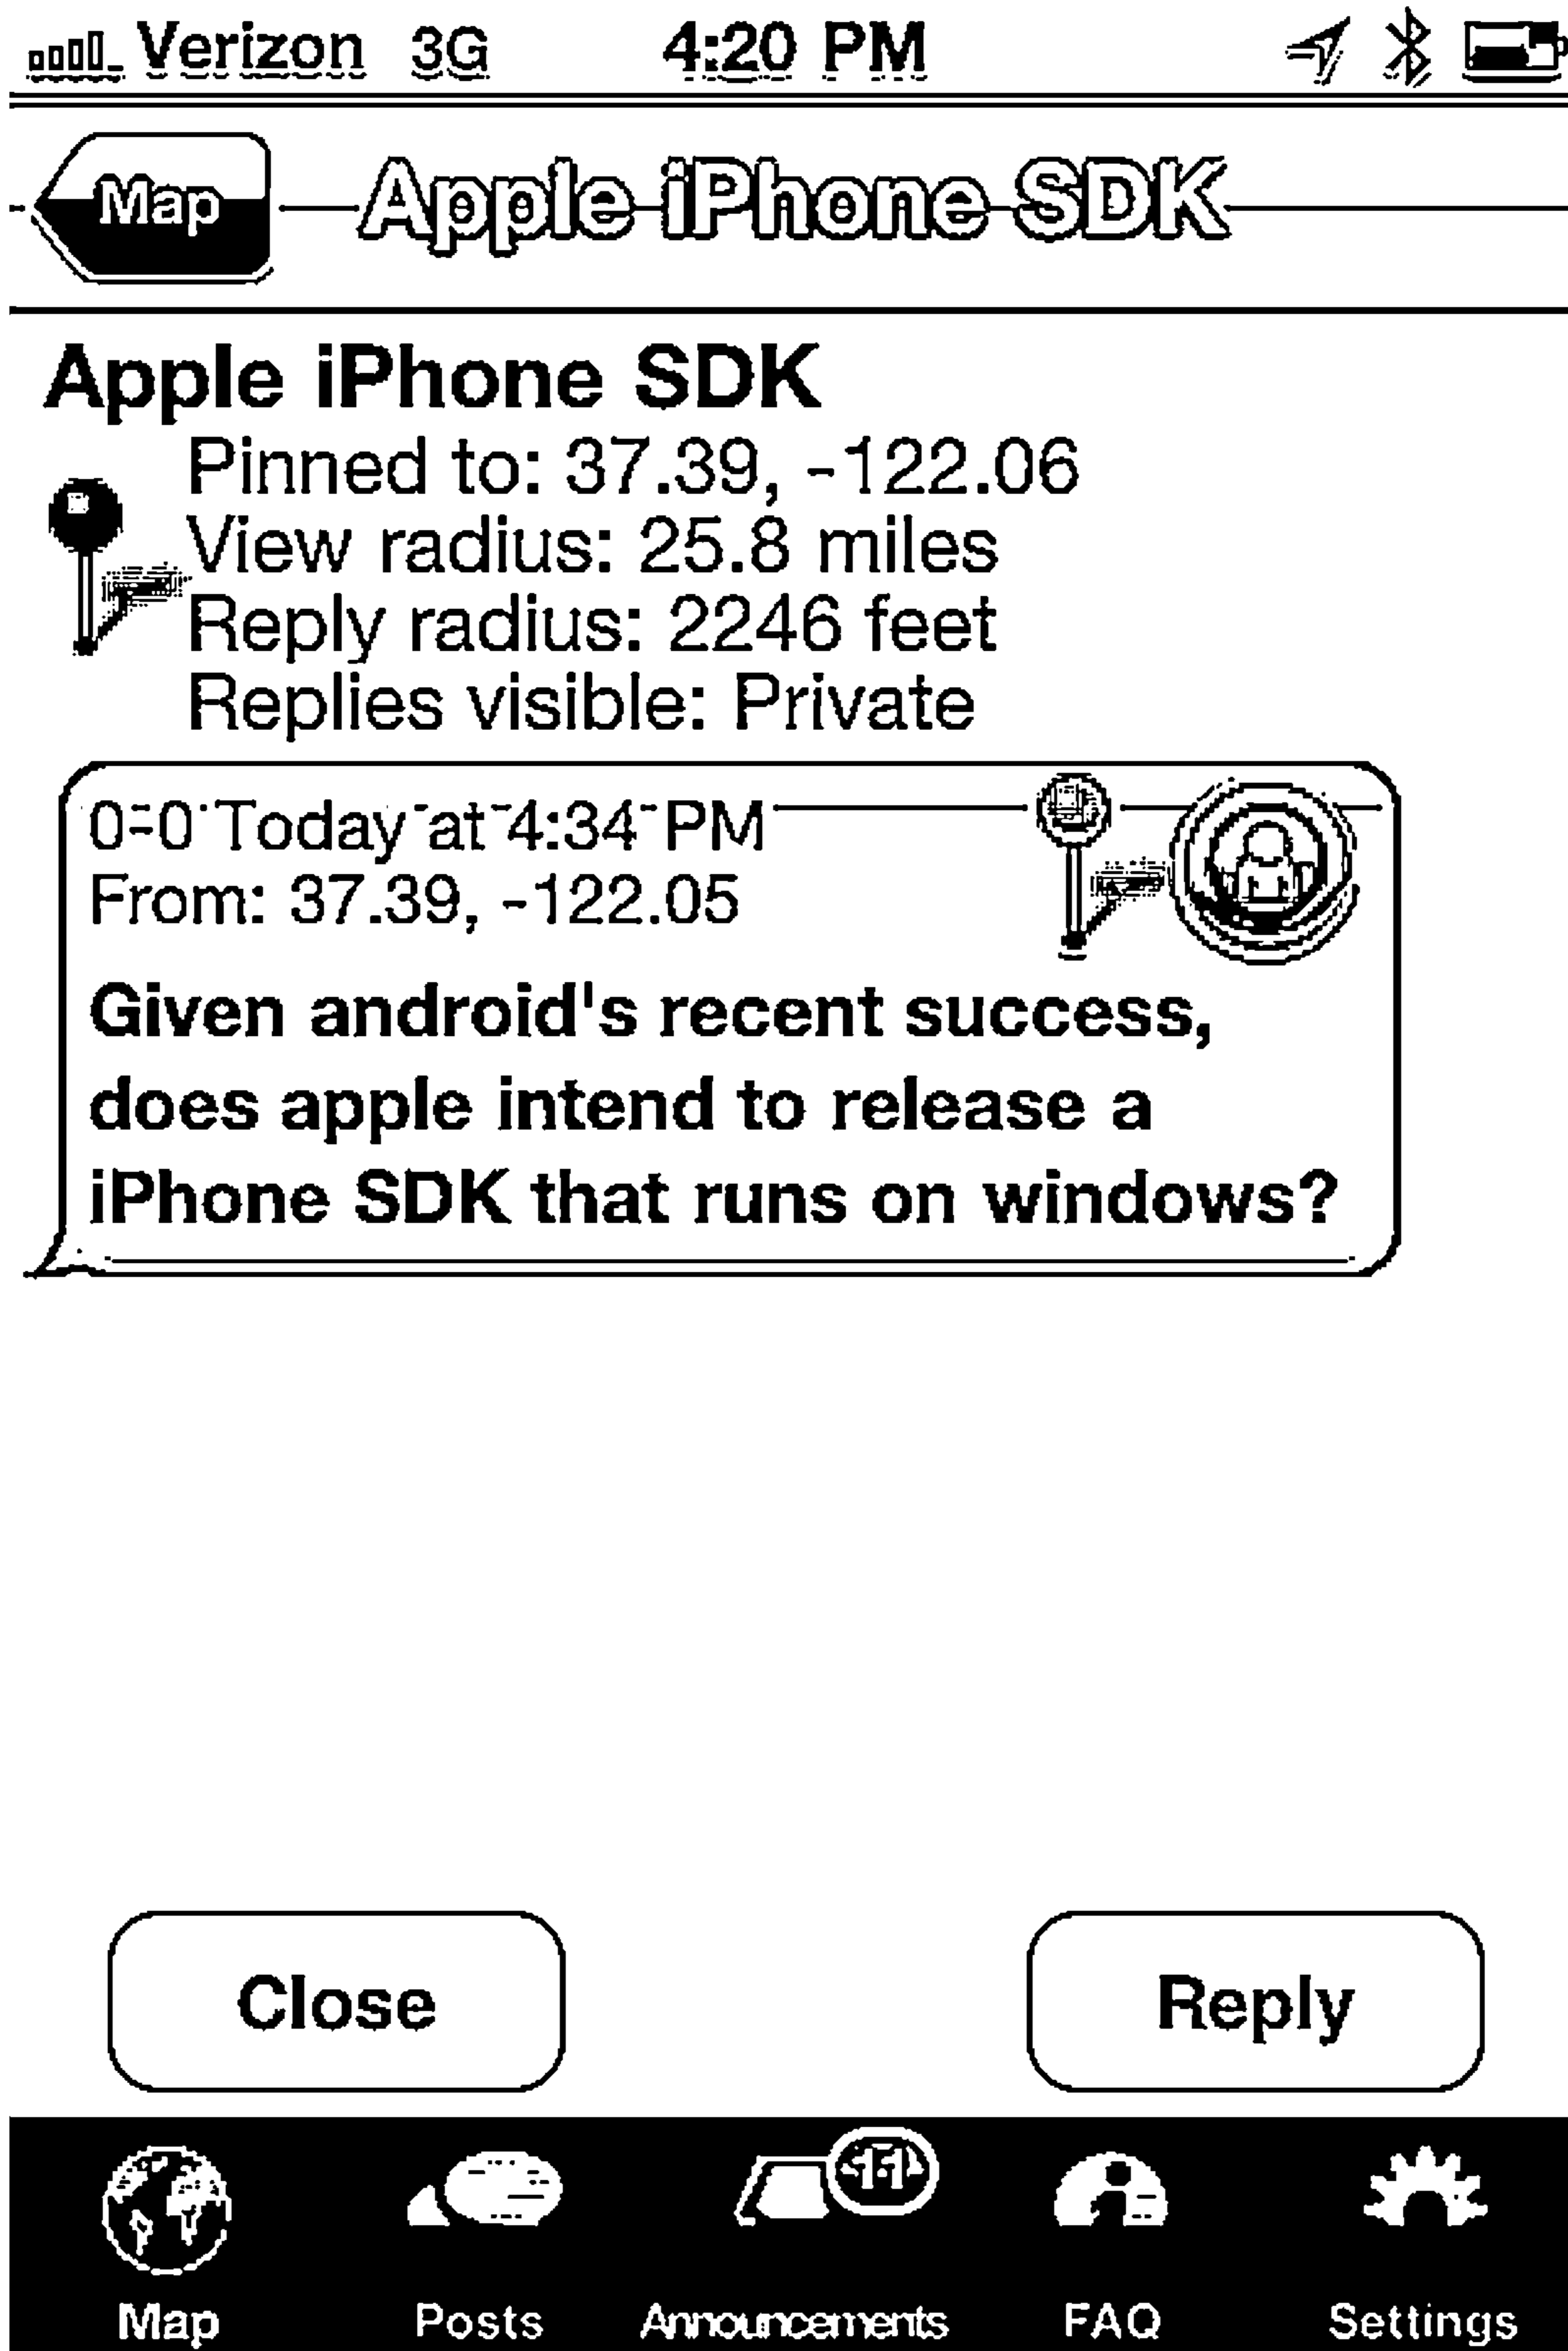 Verizon 3G 4:20 PM
Map Apple iPhone SDK
Apple iPhone SDK
Pinned to: 37.39, -122.06
View radius: 25.8 miles
Reply radius: 2246 feet
Replies visible: Private
Today at 4:34 PM
From: 37.39, -122.05
Given android's recent success,
does apple intend to release a
iPhone SDK that runs on windows?
Close Reply
Map Posts Announcements FAQ Settings